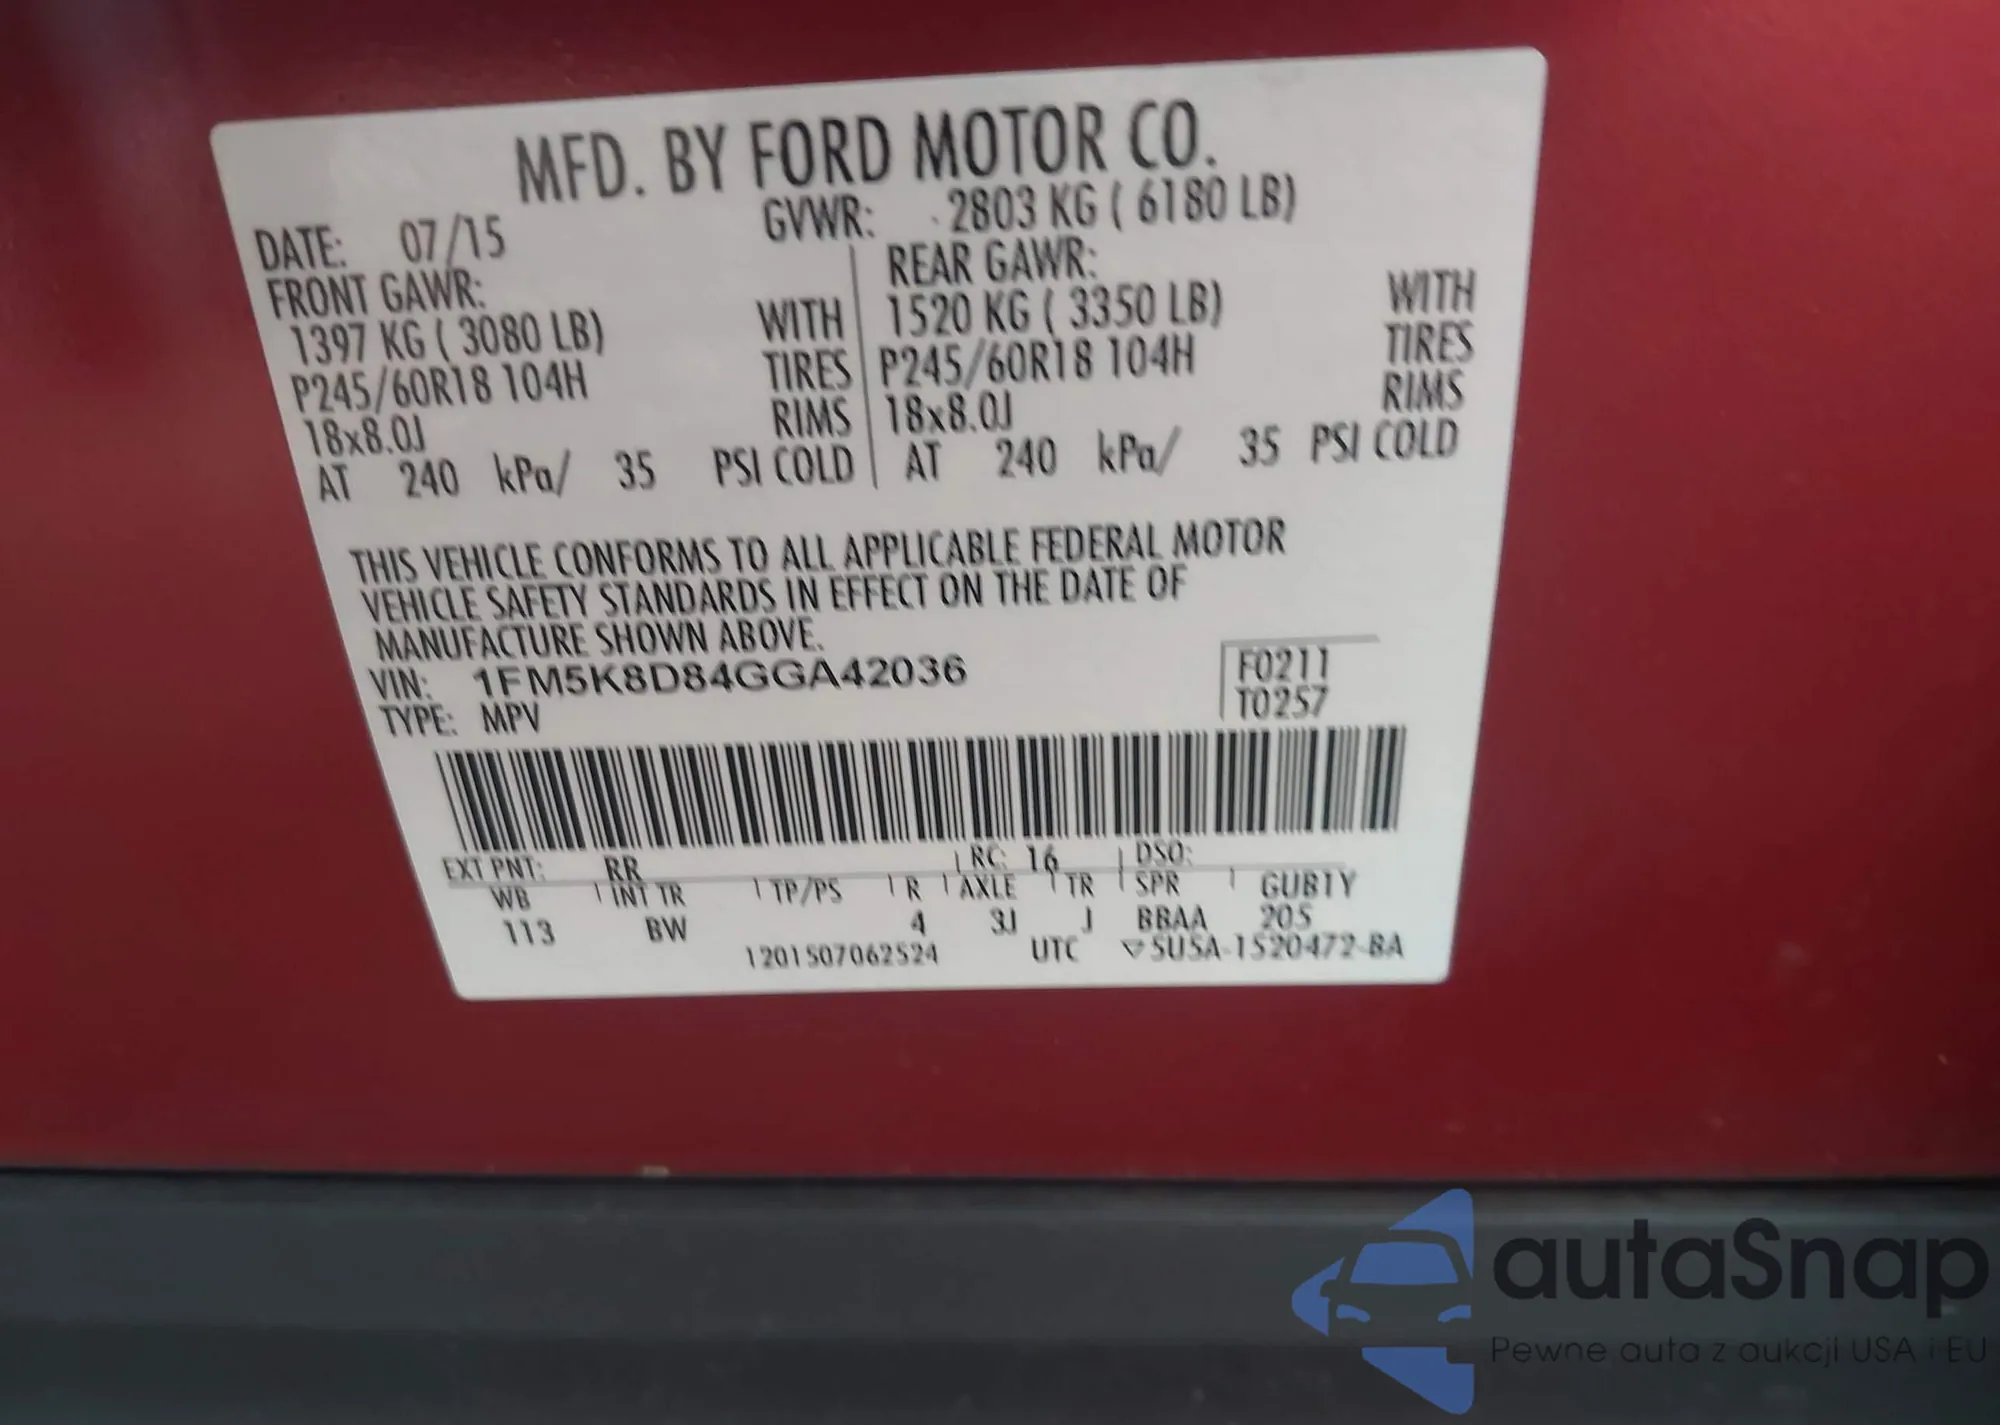 MFD. BY FORD MOTOR CO.
DATE: 07/15 GVWR: 2803 KG ( 6180 LB)
FRONT GAWR: REAR GAWR:
1397 KG ( 3080 LB) WITH 1520 KG ( 3350 LB) WITH
P245/60R18 104H TIRES P245/60R18 104H TIRES
18x8.0J RIMS 18x8.0J RIMS
AT 240 kPa/ 35 PSI COLD AT 240 kPa/ 35 PSI COLD
THIS VEHICLE CONFORMS TO ALL APPLICABLE FEDERAL MOTOR
VEHICLE SAFETY STANDARDS IN EFFECT ON THE DATE OF
MANUFACTURE SHOWN ABOVE.
VIN: 1FM5K8D84GGA42036 F0211
TYPE: MPV T0257
EXT PNT: RR RC: 16 DSO:
WB INT TR TP/PS R AXLE TR SPR GUBTY
113 BW 4 3J J BBAA 205
1201507062524 UTC ▽5U5A-1520472-BA
autaSnap
Pewne auta z aukcji USA i EU